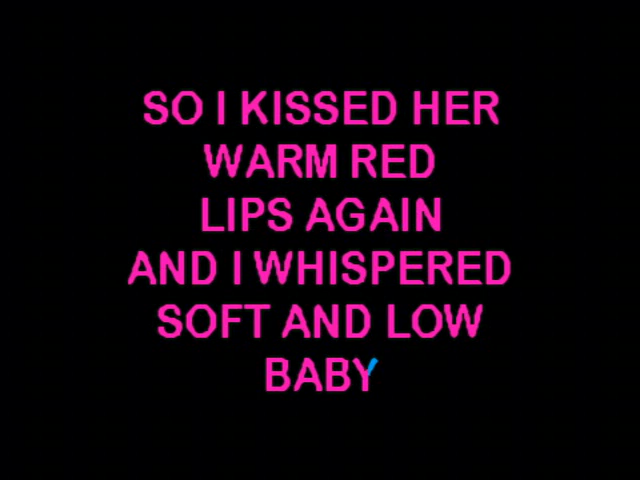 SO I KISSED HER
WARM RED
LIPS AGAIN
AND I WHISPERED
SOFT AND LOW
BABY